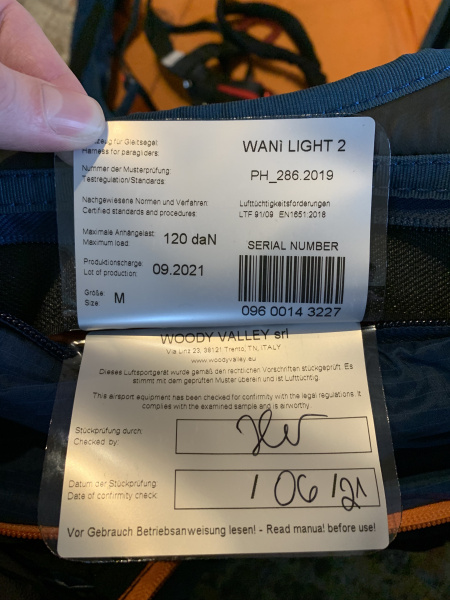 zeug für Gleitsegel
WANi LIGHT 2
Harness for paragliders:
Nummer der Musterprüfung:
PH_286.2019
Testregulation/Standards:
Nachgewiesene Normen und Verfahren:
Lufttüchtigkeitsforderungen
Certified standards and procedures:
LTF 91/09 EN1651:2018
Maximale Anhängelast:
120 daN
Maximum load:
SERIAL NUMBER
Produktionscharge:
09.2021
Lot of production:
Größe:
M
Size:
096 0014 3227
WOODY VALLEY srl
Via Linz 23, 38121 Trento, TN, ITALY
www.woodyvalley.eu
Dieses Luftsportgerät wurde gemäß den rechtlichen Vorschriften stückgeprüft. Es
stimmt mit dem geprüften Muster überein und ist Lufttüchtig.
This airsport equipment has been checked for conformity with the legal regulations. It
complies with the examined sample and is airworthy.
Stückprüfung durch:
Checked by:
Datum der Stückprüfung:
Date of conformity check:
1 06 / 21
Vor Gebrauch Betriebsanweisung lesen! - Read manual before use!